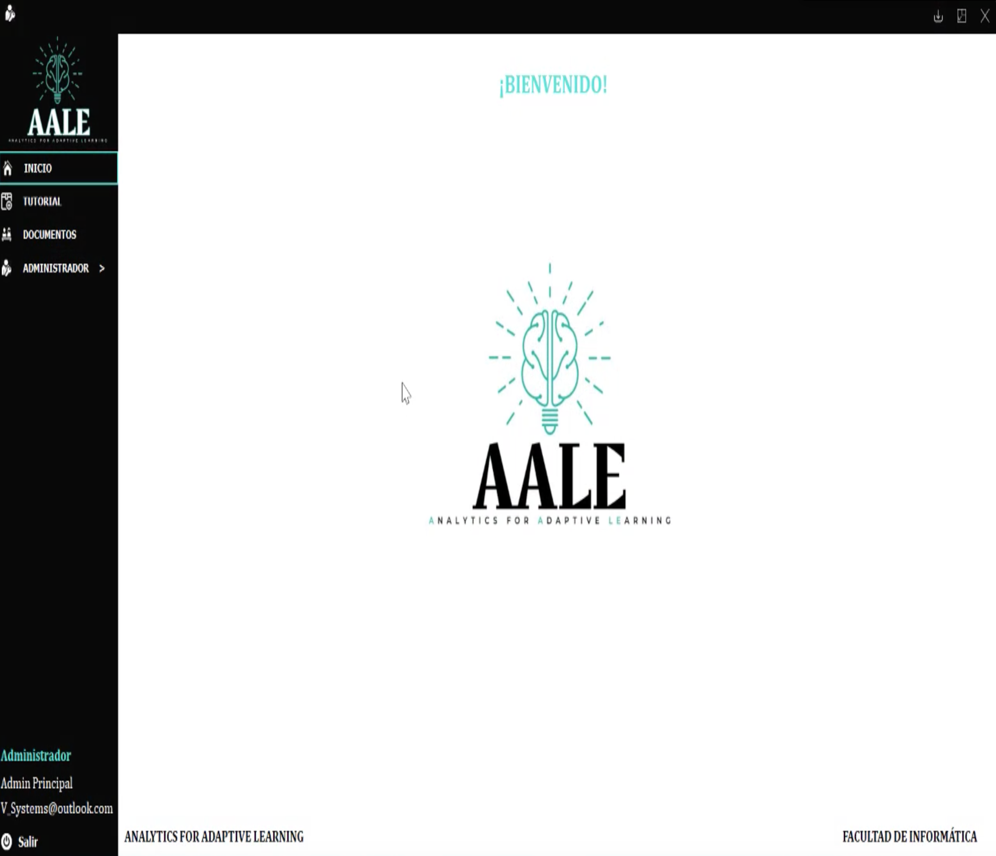 ¡BIENVENIDO!
AALE
ANALYTICS FOR ADAPTIVE LEARNING
INICIO
TUTORIAL
DOCUMENTOS
ADMINISTRADOR >
AALE
ANALYTICS FOR ADAPTIVE LEARNING
Administrador
Admin Principal
V_Systems@outlook.com
Salir
ANALYTICS FOR ADAPTIVE LEARNING
FACULTAD DE INFORMÁTICA